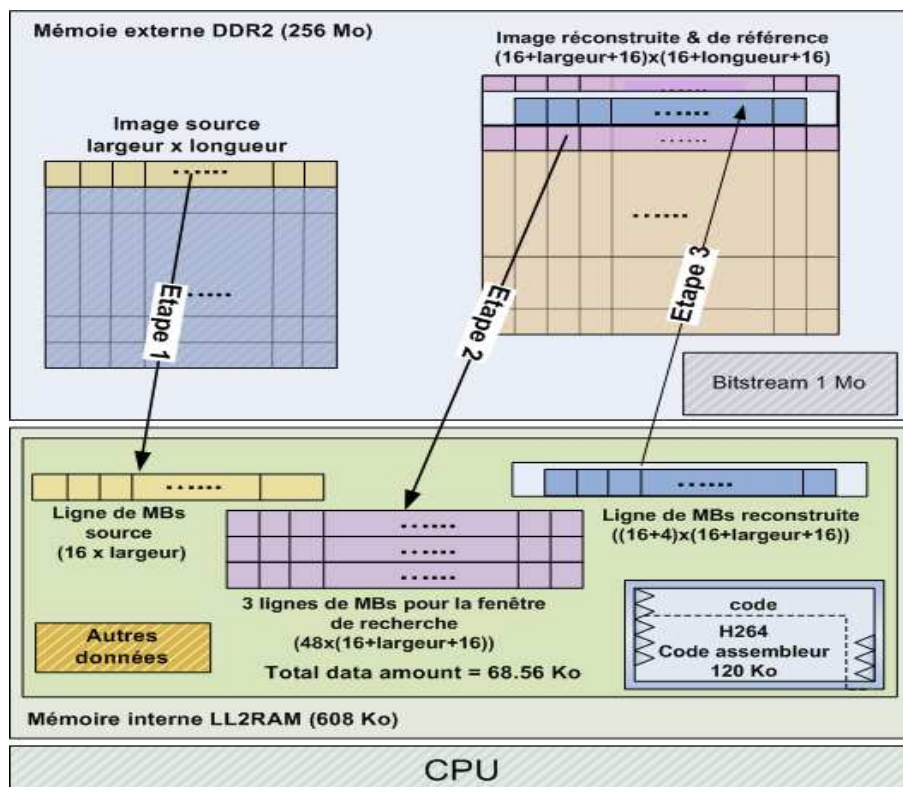 Mémoie externe DDR2 (256 Mo)
Image réconstruite & de référence
(16+largeur+16)x(16+longueur+16)
Image source
largeur x longueur
Etape 1
Etape 2
Etape 3
Bitstream 1 Mo
Ligne de MBs
source
(16 x largeur)
Ligne de MBs reconstruite
((16+4)x(16+largeur+16))
3 lignes de MBs pour la fenêtre
de recherche
(48x(16+largeur+16))
Total data amount = 68.56 Ko
Autres
données
code
H264
Code assembleur
120 Ko
Mémoire interne LL2RAM (608 Ko)
CPU